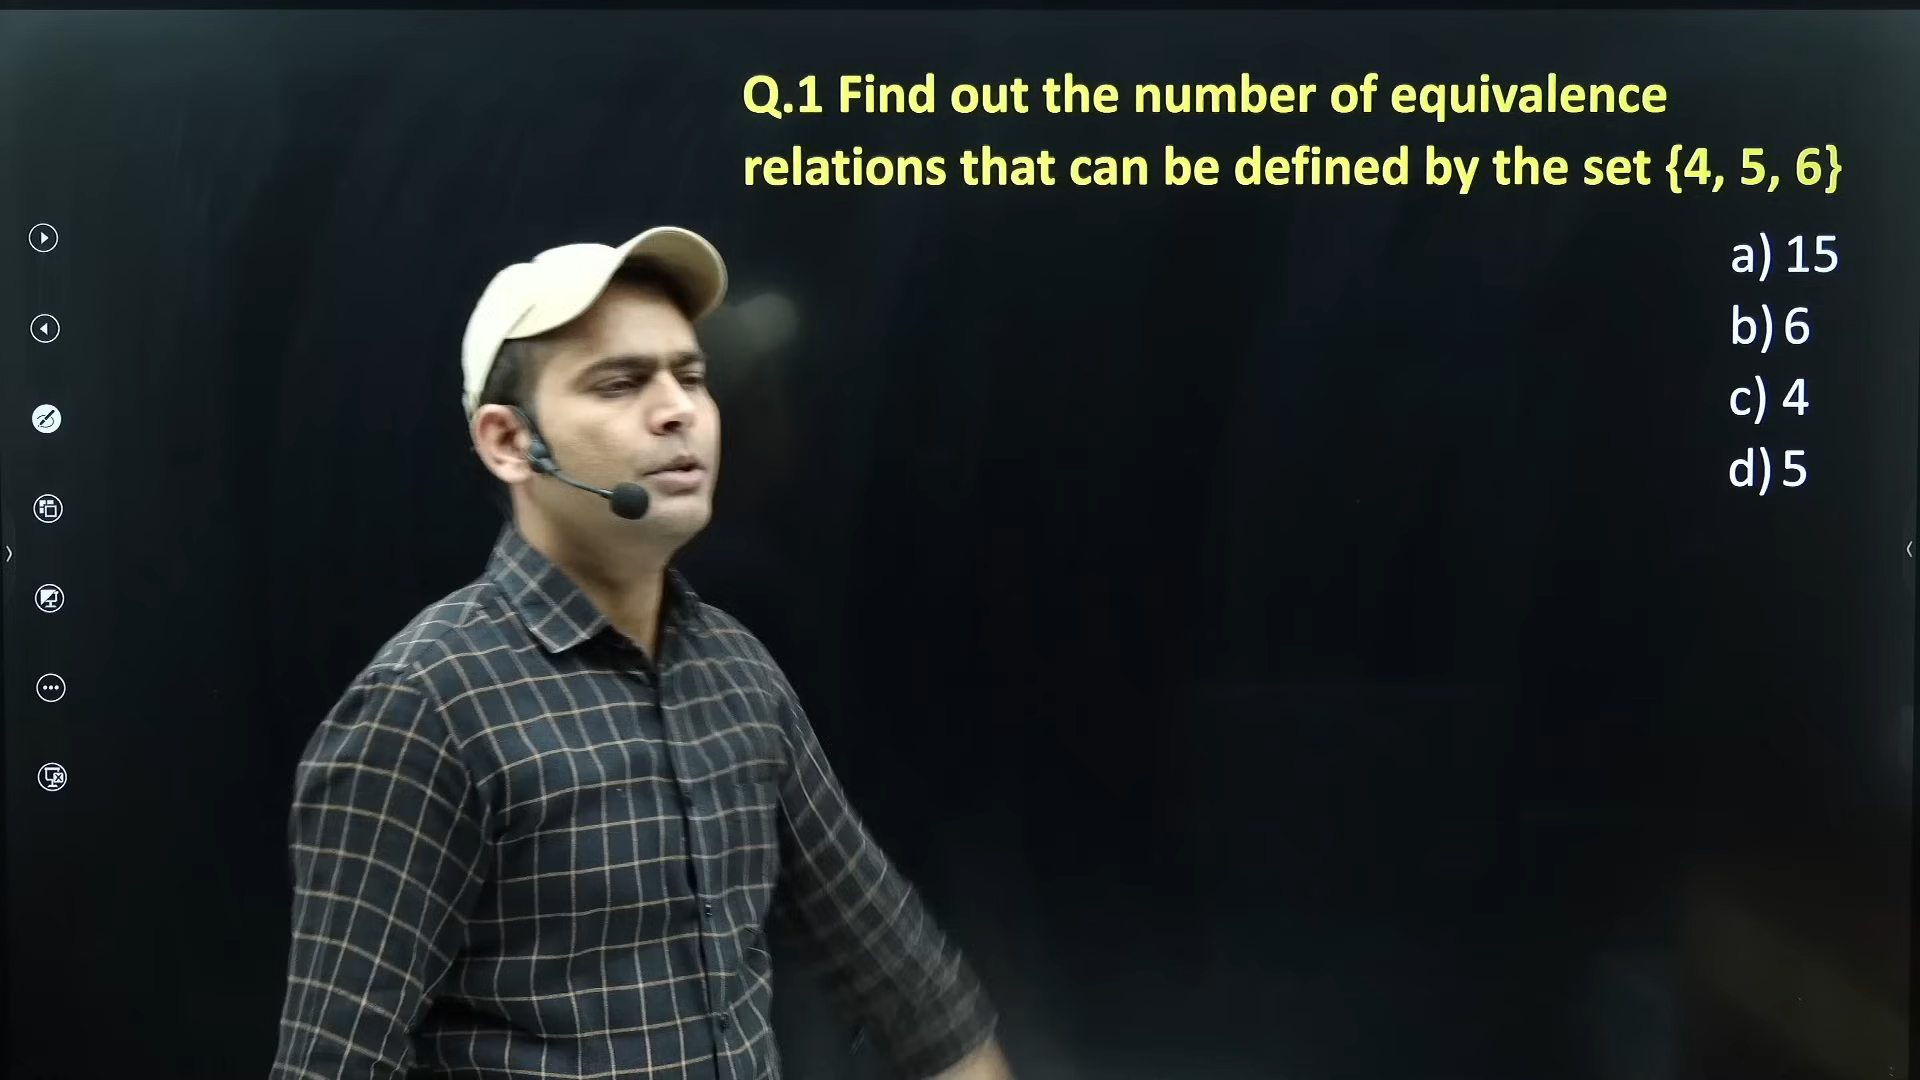 Q.1 Find out the number of equivalence
relations that can be defined by the set {4, 5, 6}
a) 15
b) 6
c) 4
d) 5